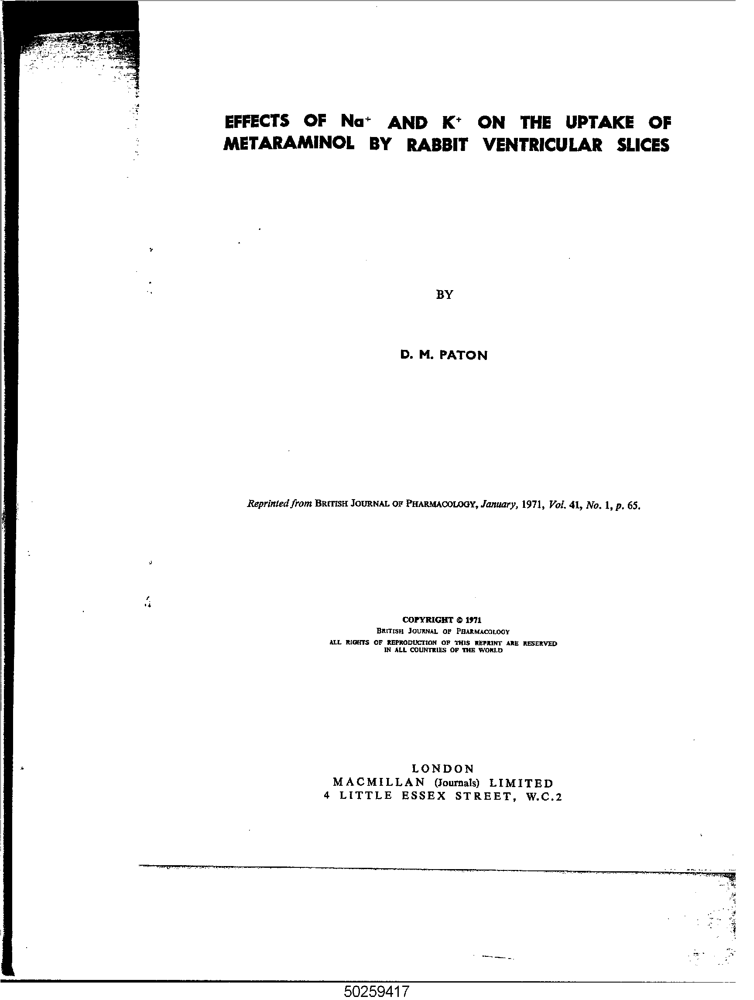 EFFECTS OF Na⁺ AND K⁺ ON THE UPTAKE OF
METARAMINOL BY RABBIT VENTRICULAR SLICES
BY
D. M. PATON
Reprinted from BRITISH JOURNAL OF PHARMACOLOGY, January, 1971, Vol. 41, No. 1, p. 65.
COPYRIGHT © 1971
BRITISH JOURNAL OF PHARMACOLOGY
ALL RIGHTS OF REPRODUCTION OF THIS REPRINT ARE RESERVED
IN ALL COUNTRIES OF THE WORLD
LONDON
MACMILLAN (Journals) LIMITED
4 LITTLE ESSEX STREET, W.C.2
50259417